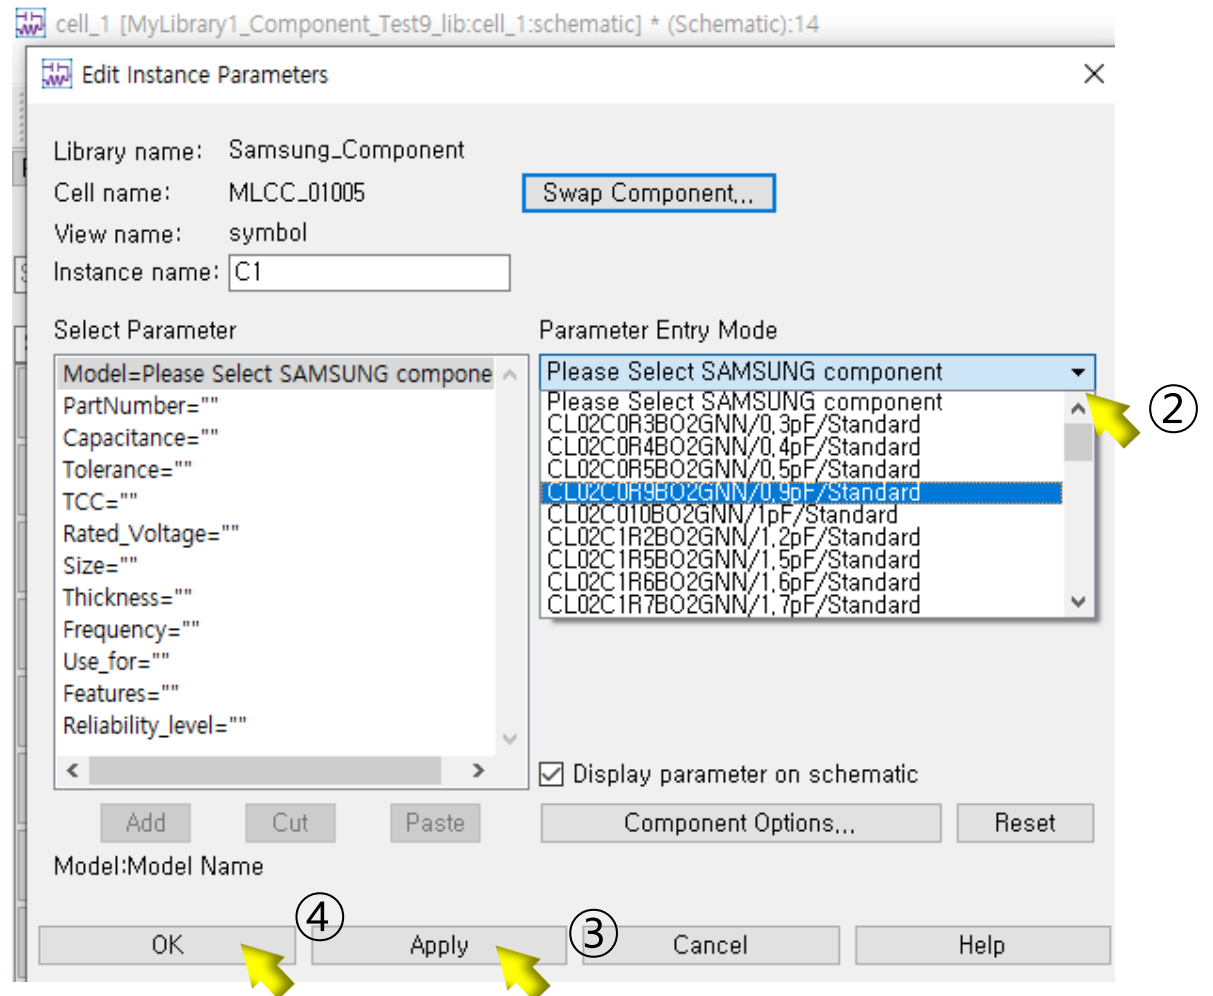 cell_1 [MyLibrary1_Component_Test9_lib:cell_1:schematic] * (Schematic):14
Edit Instance Parameters
Library name: Samsung_Component
Cell name: MLCC_01005
Swap Component...
View name: symbol
Instance name: C1
Select Parameter
Model=Please Select SAMSUNG compone
PartNumber=""
Capacitance=""
Tolerance=""
TCC=""
Rated_Voltage=""
Size=""
Thickness=""
Frequency=""
Use_for=""
Features=""
Reliability_level=""
Parameter Entry Mode
Please Select SAMSUNG component
②
Please Select SAMSUNG component
CL02C0R3BO2GNN/0.3pF/Standard
CL02C0R4BO2GNN/0.4pF/Standard
CL02C0R5BO2GNN/0.5pF/Standard
CL02C0R9BO2GNN/0.9pF/Standard
CL02C010BO2GNN/1pF/Standard
CL02C1R2BO2GNN/1.2pF/Standard
CL02C1R5BO2GNN/1.5pF/Standard
CL02C1R6BO2GNN/1.6pF/Standard
CL02C1R7BO2GNN/1.7pF/Standard
Display parameter on schematic
Add Cut Paste
Component Options... Reset
Model:Model Name
④ ③
OK Apply Cancel Help